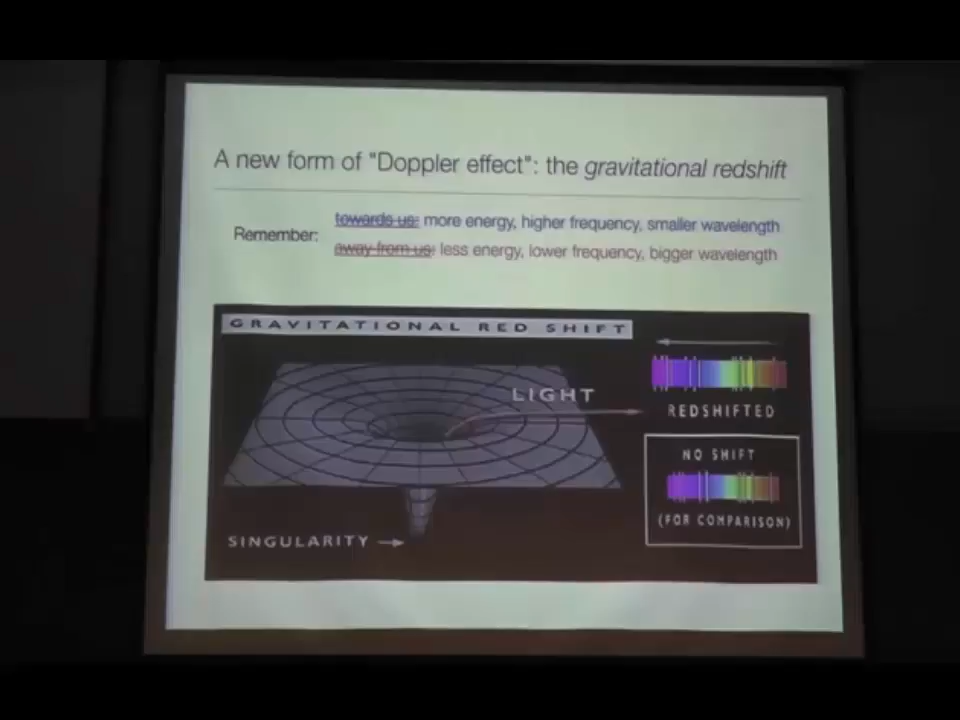 A new form of "Doppler effect": the gravitational redshift
Remember:
towards us: more energy, higher frequency, smaller wavelength
away from us: less energy, lower frequency, bigger wavelength
GRAVITATIONAL RED SHIFT
LIGHT
REDSHIFTED
NO SHIFT
(FOR COMPARISON)
SINGULARITY